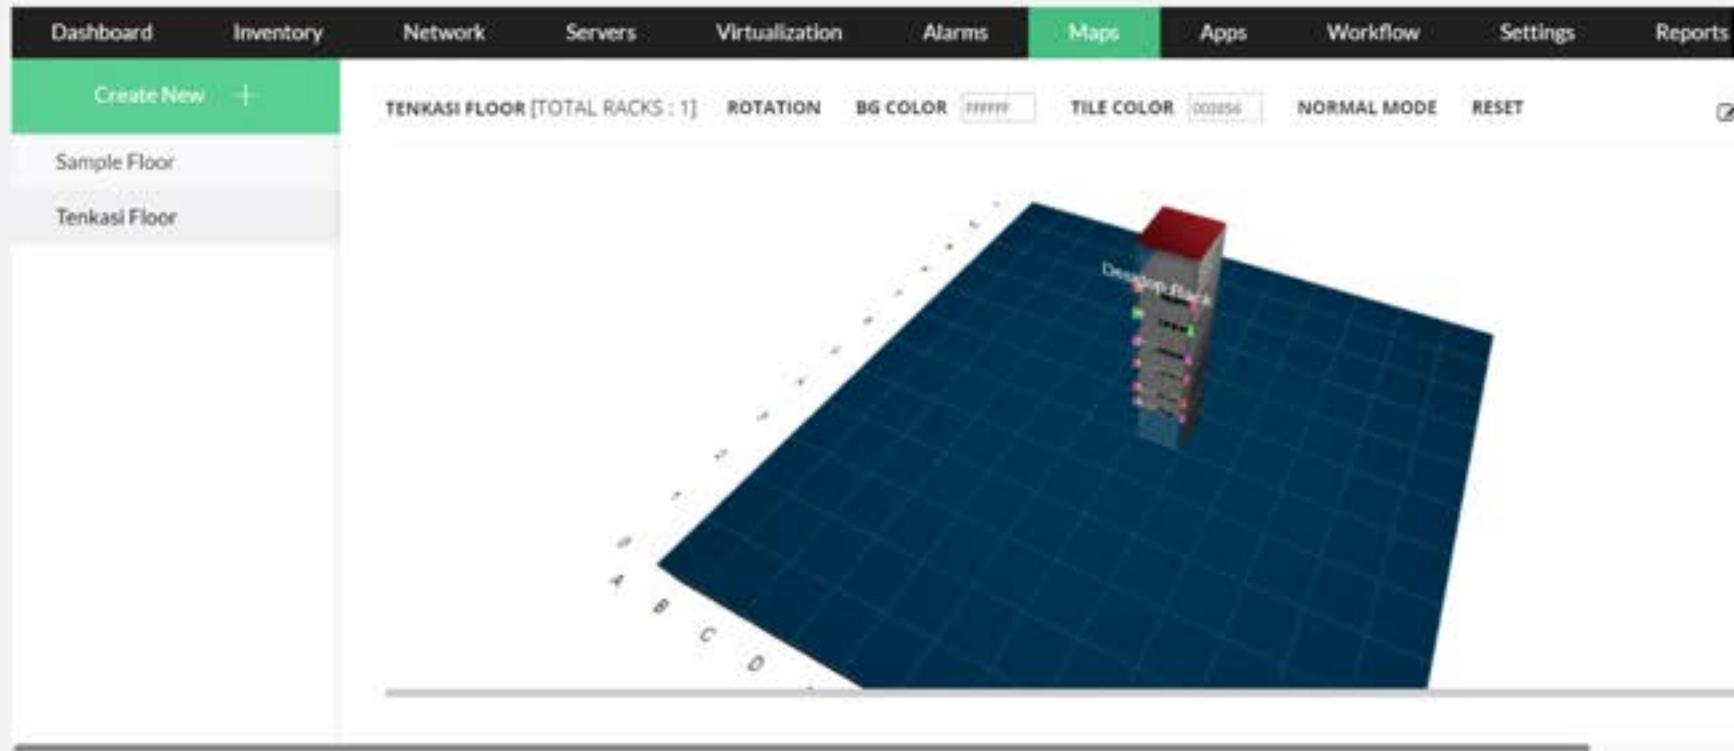 Dashboard Inventory Network Servers Virtualization Alarms Maps Apps Workflow Settings Reports
Create New +
TENKASI FLOOR [TOTAL RACKS : 1] ROTATION BG COLOR FFFFFF TILE COLOR NORMAL MODE RESET
Sample Floor
Tenkasi Floor
Desktop Rack
A
B
C
D